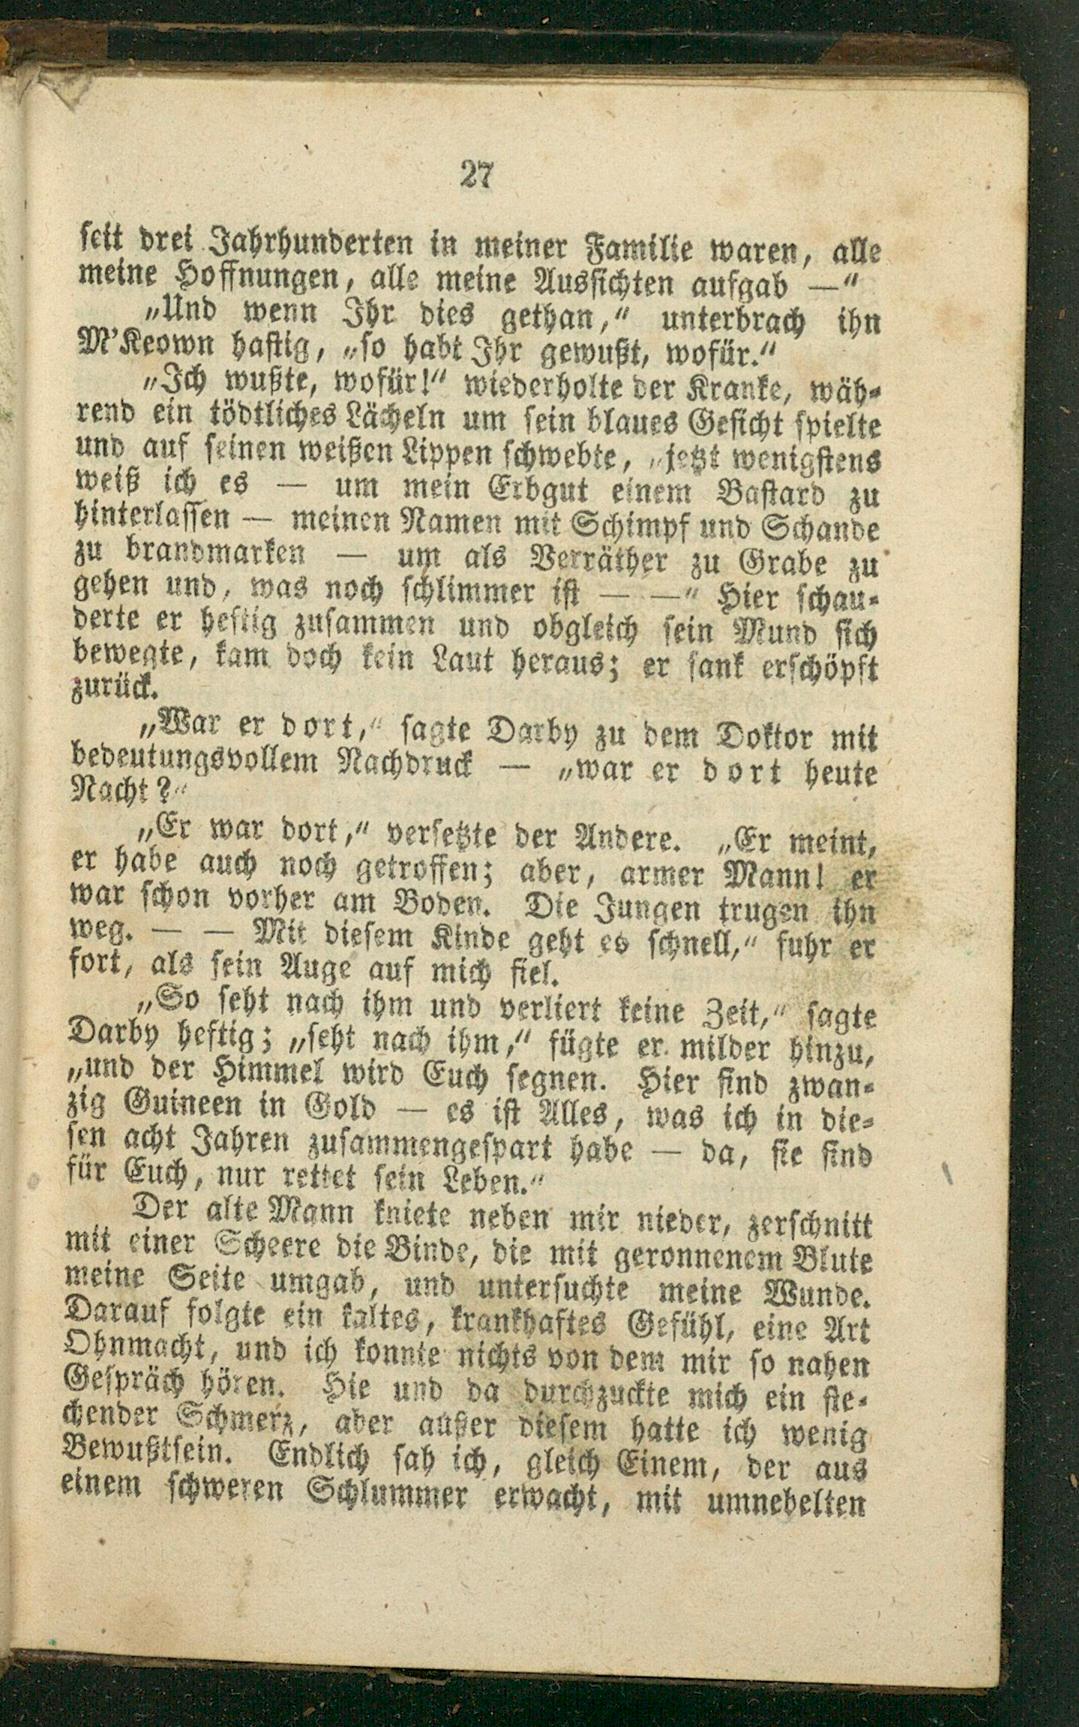 27
seit drei Jahrhunderten in meiner Familie waren, alle
meine Hoffnungen, alle meine Aussichten aufgab —“
„Und wenn Ihr dies gethan,“ unterbrach ihn
M'Keown hastig, „so habt Ihr gewußt, wofür.“
„Ich wußte, wofür!“ wiederholte der Kranke, wäh-
rend ein tödtliches Lächeln um sein blaues Gesicht spielte
und auf seinen weißen Lippen schwebte, „jetzt wenigstens
weiß ich es — um mein Erbgut einem Bastard zu
hinterlassen — meinen Namen mit Schimpf und Schande
zu brandmarken — um als Verräther zu Grabe zu
gehen und, was noch schlimmer ist — —“ Hier schau-
derte er heftig zusammen und obgleich sein Mund sich
bewegte, kam doch kein Laut heraus; er sank erschöpft
zurück.
„War er dort,“ sagte Darby zu dem Doktor mit
bedeutungsvollem Nachdruck — „war er dort heute
Nacht?“
„Er war dort,“ versetzte der Andere. „Er meint,
er habe auch noch getroffen; aber, armer Mann! er
war schon vorher am Boden. Die Jungen trugen ihn
weg. — — Mit diesem Kinde geht es schnell,“ fuhr er
fort, als sein Auge auf mich fiel.
„So seht nach ihm und verliert keine Zeit,“ sagte
Darby heftig; „seht nach ihm,“ fügte er milder hinzu,
„und der Himmel wird Euch segnen. Hier sind zwan-
zig Guineen in Gold — es ist Alles, was ich in die-
sen acht Jahren zusammengespart habe — da, sie sind
für Euch, nur rettet sein Leben.“
Der alte Mann kniete neben mir nieder, zerschnitt
mit einer Scheere die Binde, die mit geronnenem Blute
meine Seite umgab, und untersuchte meine Wunde.
Darauf folgte ein kaltes, krankhaftes Gefühl, eine Art
Ohnmacht, und ich konnte nichts von dem mir so nahen
Gespräch hören. Hie und da durchzuckte mich ein ste-
chender Schmerz, aber außer diesem hatte ich wenig
Bewußtsein. Endlich sah ich, gleich Einem, der aus
einem schweren Schlummer erwacht, mit umnebelten